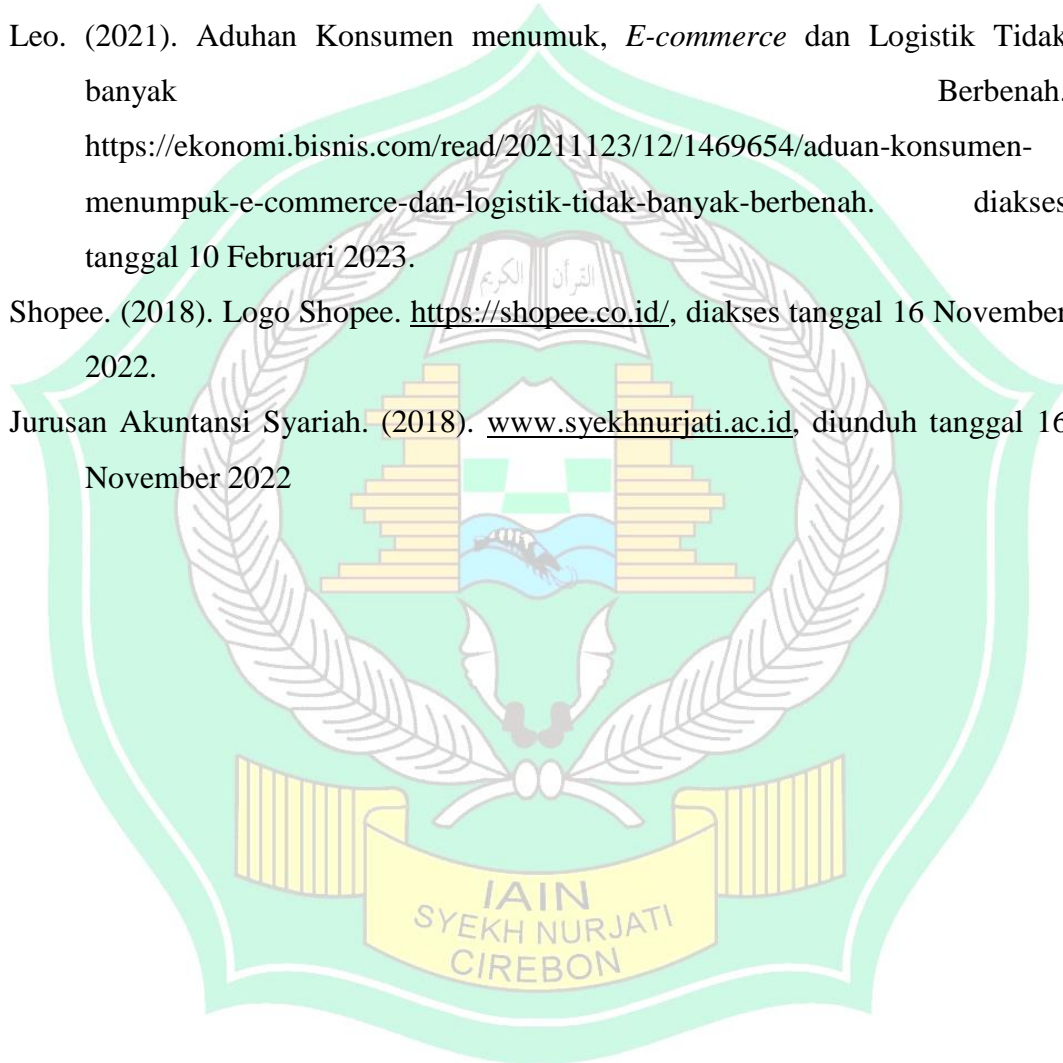 Leo. (2021). Aduhan Konsumen menumuk, E-commerce dan Logistik Tidak
banyak Berbenah.
https://ekonomi.bisnis.com/read/20211123/12/1469654/aduan-konsumen-
menumpuk-e-commerce-dan-logistik-tidak-banyak-berbenah. diakses
tanggal 10 Februari 2023.
Shopee. (2018). Logo Shopee. https://shopee.co.id/, diakses tanggal 16 November
2022.
Jurusan Akuntansi Syariah. (2018). www.syekhnurjati.ac.id, diunduh tanggal 16
November 2022
القرآن الكريم
IAIN
SYEKH NURJATI
CIREBON